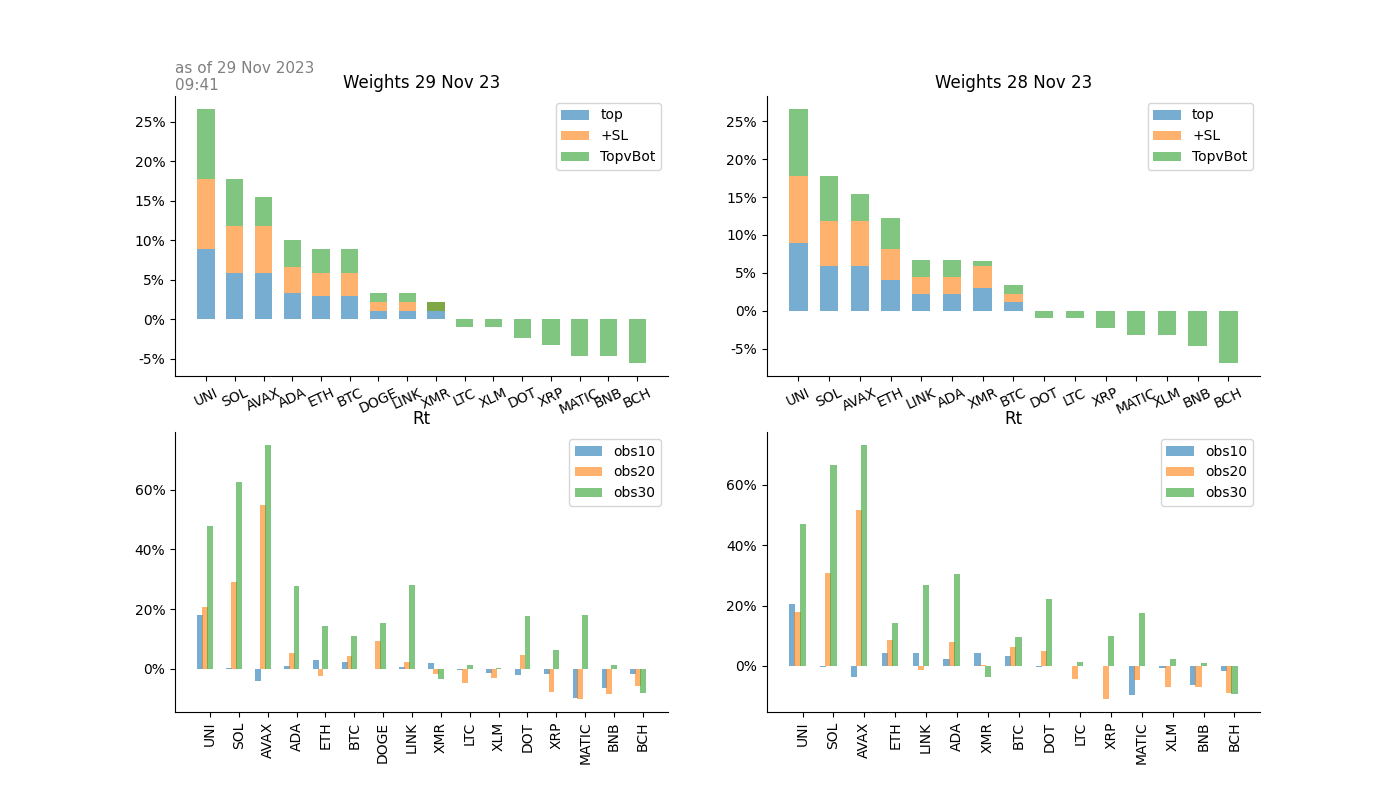 as of 29 Nov 2023
09:41
Weights 29 Nov 23
25%
20%
15%
10%
5%
0%
-5%
top
+SL
TopvBot
UNI SOL AVAX ADA ETH BTC DOGE LINK XMR LTC XLM DOT XRP MATIC BNB BCH
Weights 28 Nov 23
25%
20%
15%
10%
5%
0%
-5%
top
+SL
TopvBot
UNI SOL AVAX ETH LINK ADA XMR BTC DOT LTC XRP MATIC XLM BNB BCH
Rt
60%
40%
20%
0%
obs10
obs20
obs30
UNI SOL AVAX ADA ETH BTC DOGE LINK XMR LTC XLM DOT XRP MATIC BNB BCH
Rt
60%
40%
20%
0%
obs10
obs20
obs30
UNI SOL AVAX ETH LINK ADA XMR BTC DOT LTC XRP MATIC XLM BNB BCH